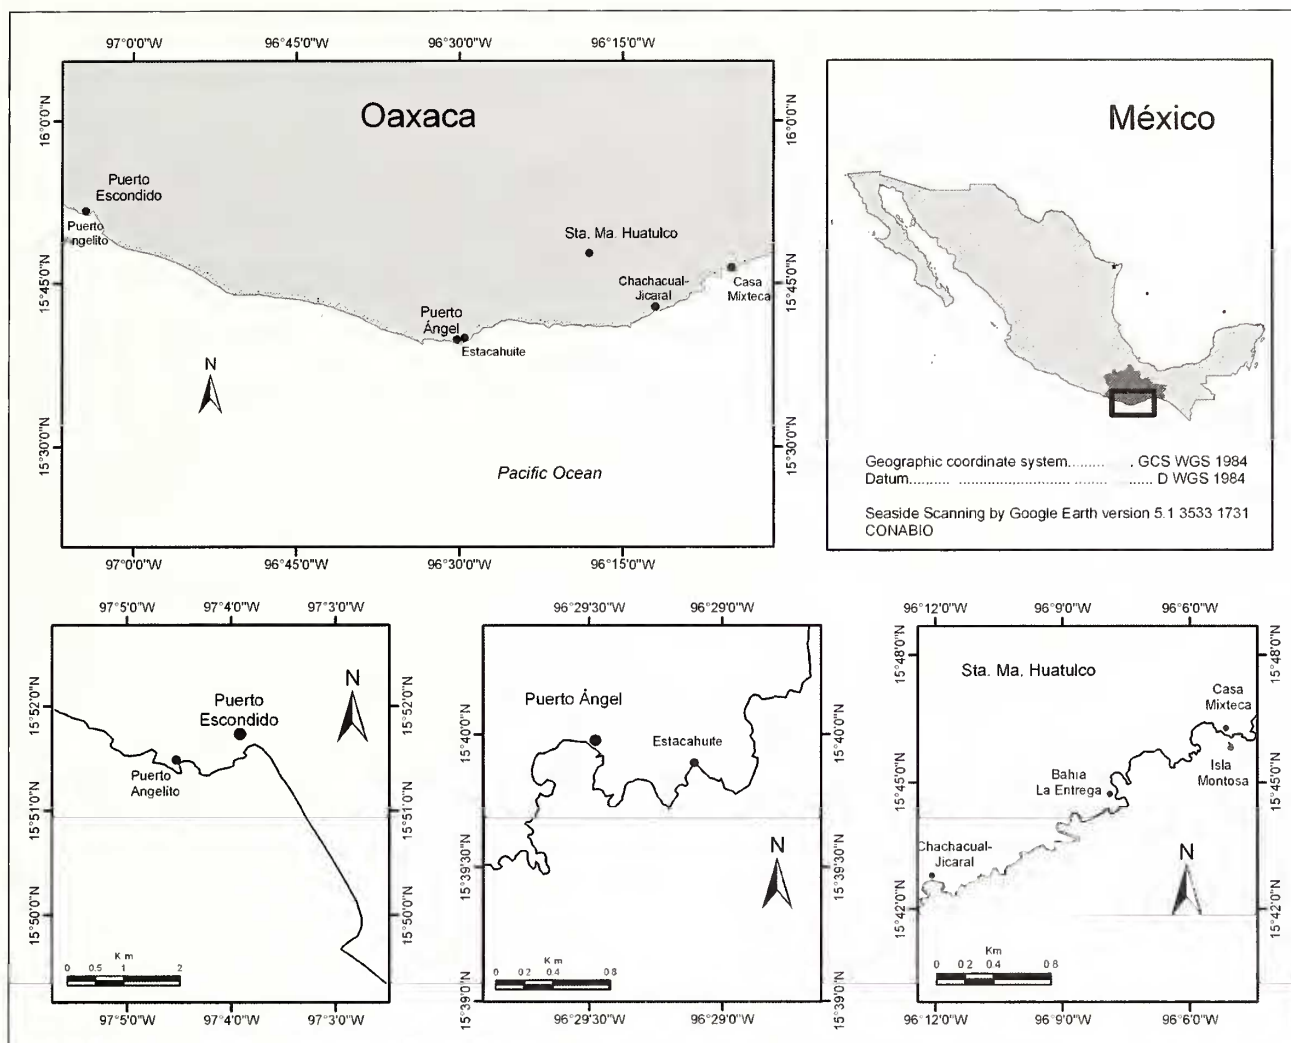 97°0'0"W 96°45'0"W 96°30'0"W 96°15'0"W
16°0'0"N
15°45'0"N
15°30'0"N
Oaxaca
Puerto
Escondido
Puerto
ngelito
Sta. Ma. Huatulco
Chachacual-
Jicaral
Casa
Mixteca
Puerto
Ángel
Estacahuite
N
Pacific Ocean
16°0'0"N
15°45'0"N
15°30'0"N
97°0'0"W 96°45'0"W 96°30'0"W 96°15'0"W
México
Geographic coordinate system......... . GCS WGS 1984
Datum.......... ........................... ........ ...... D WGS 1984
Seaside Scanning by Google Earth version 5.1 3533 1731
CONABIO
97°5'0"W 97°4'0"W 97°3'0"W
15°52'0"N
15°51'0"N
15°50'0"N
Puerto
Escondido
N
Puerto
Angelito
Km
0 0.5 1 2
15°52'0"N
15°51'0"N
15°50'0"N
97°5'0"W 97°4'0"W 97°3'0"W
96°29'30"W 96°29'0"W
15°40'0"N
15°39'30"N
15°39'0"N
Puerto Ángel
Estacahuite
N
Km
0 0 2 0.4 0.8
15°40'0"N
15°39'30"N
15°39'0"N
96°29'30"W 96°29'0"W
96°12'0"W 96°9'0"W 96°6'0"W
15°48'0"N
15°45'0"N
15°42'0"N
Sta. Ma. Huatulco
Casa
Mixteca
Isla
Montosa
Bahia
La Entrega
Chachacual-
Jicaral
N
Km
0 0 2 0.4 0 8
15°48'0"N
15°45'0"N
15°42'0"N
96°12'0"W 96°9'0"W 96°6'0"W